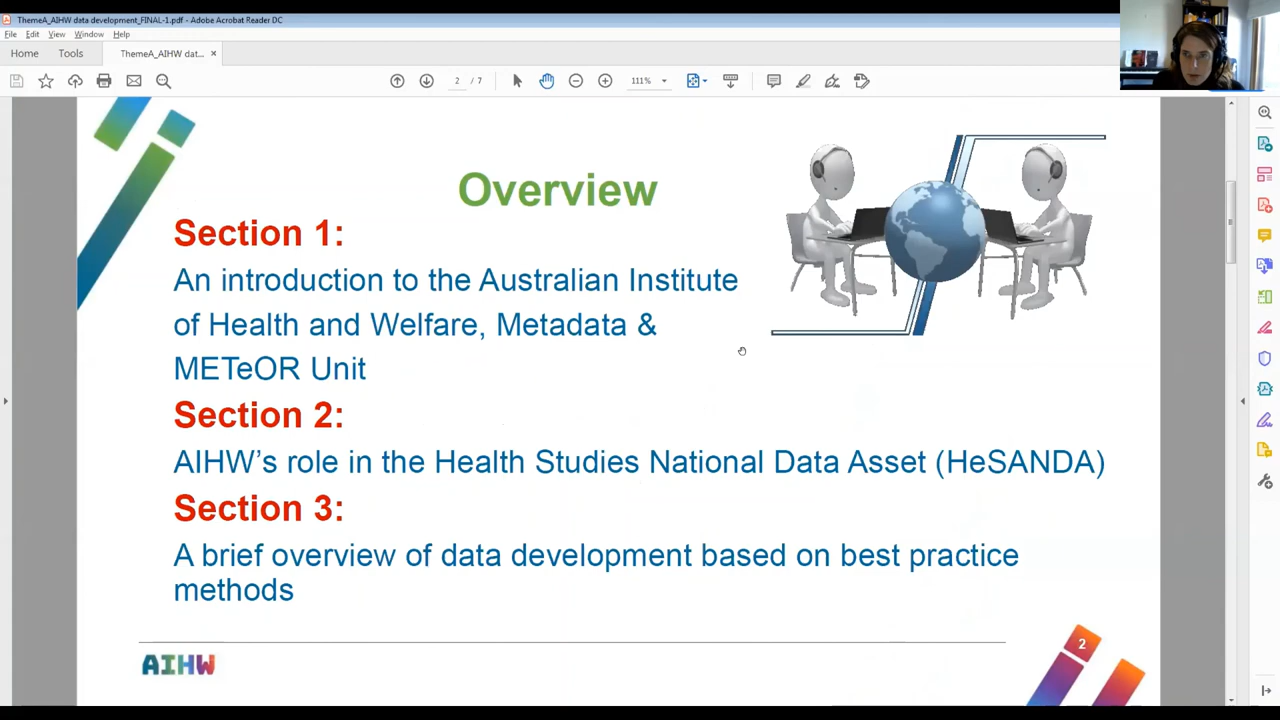 ThemeA_AIHW data development_FINAL-1.pdf - Adobe Acrobat Reader DC
File Edit View Window Help
Home Tools ThemeA_AIHW dat... ×
2 / 7 111%
Overview
Section 1:
An introduction to the Australian Institute
of Health and Welfare, Metadata &
METeOR Unit
Section 2:
AIHW’s role in the Health Studies National Data Asset (HeSANDA)
Section 3:
A brief overview of data development based on best practice
methods
AIHW
2